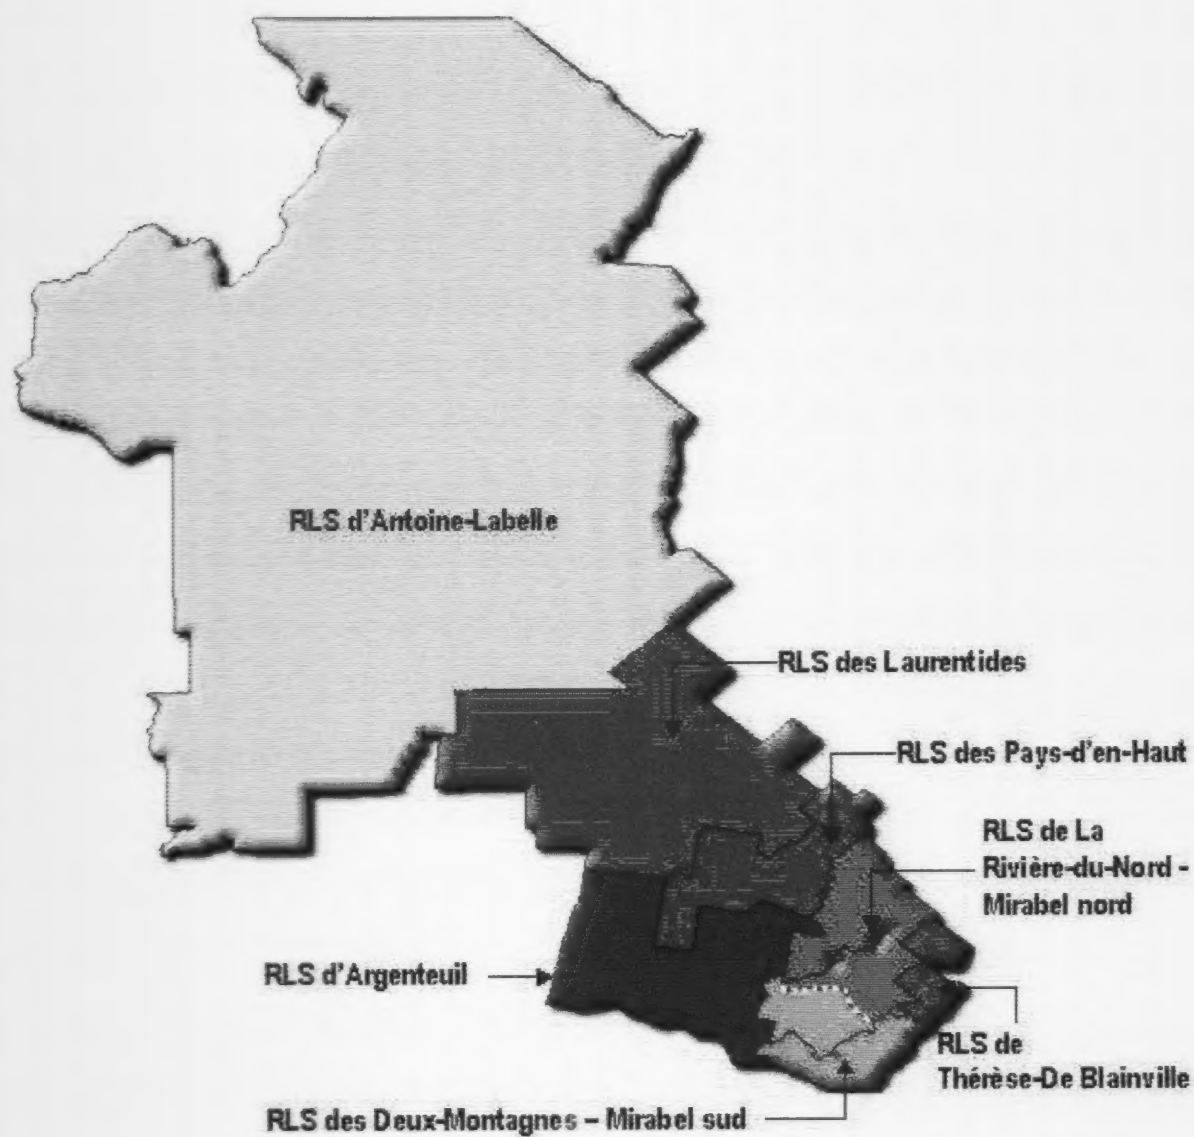 RLS d'Antoine-Labelle
RLS des Laurentides
RLS des Pays-d'en-Haut
RLS de La
Rivière-du-Nord -
Mirabel nord
RLS d'Argenteuil
RLS de
Thérèse-De Blainville
RLS des Deux-Montagnes – Mirabel sud